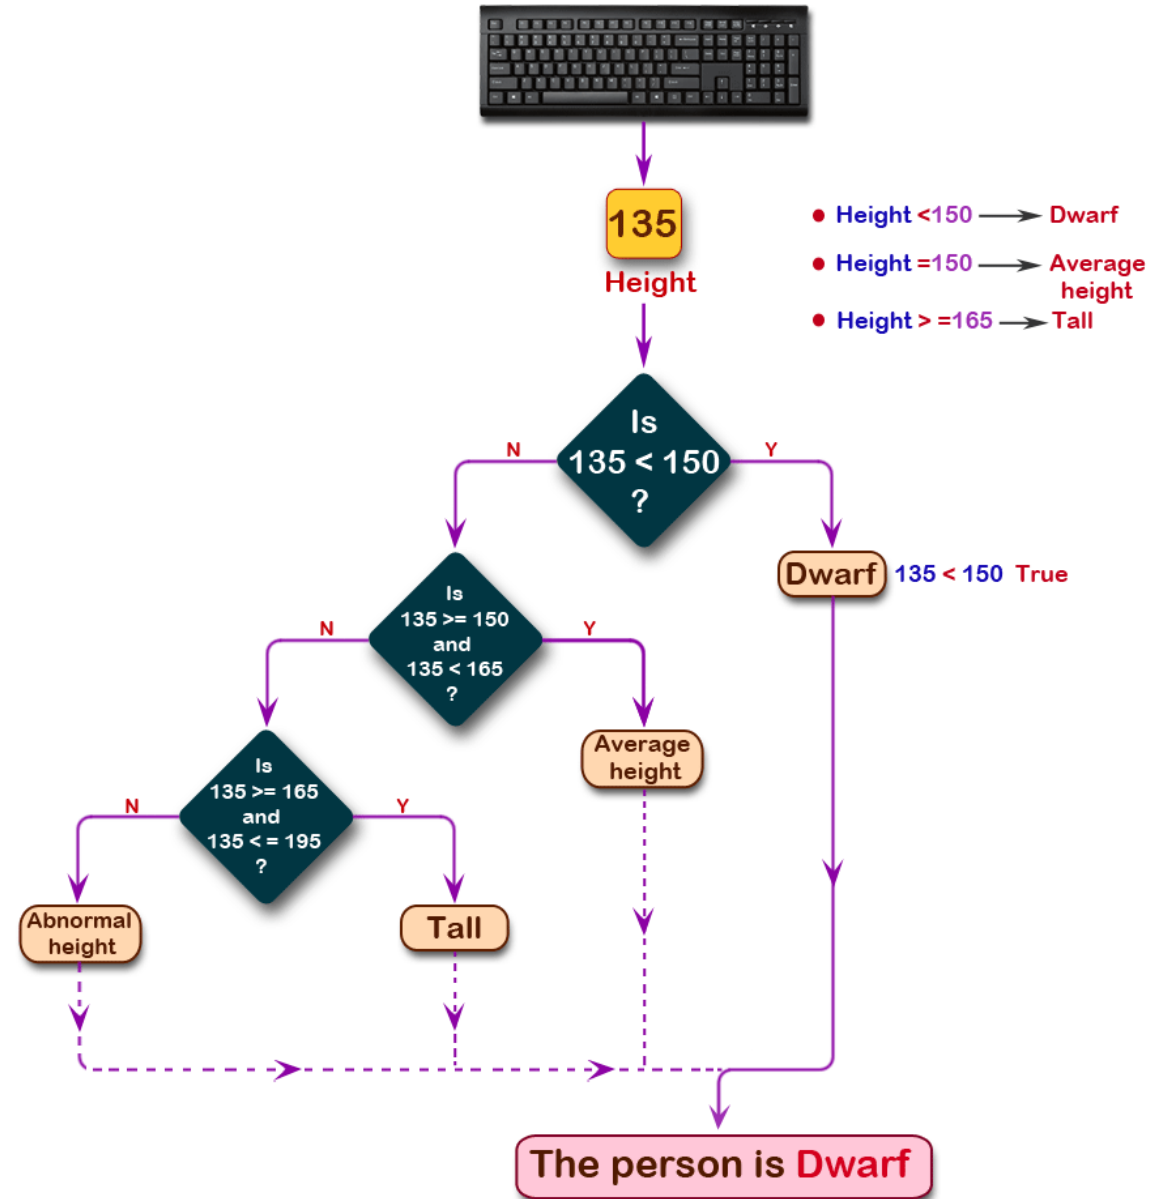 135
Height
Height <150 Dwarf
Height =150 Average
height
Height > =165 Tall
Is
135 < 150
?
N
Y
Dwarf 135 < 150 True
Is
135 >= 150
and
135 < 165
?
N
Y
Average
height
Is
135 >= 165
and
135 < = 195
?
N
Y
Abnormal
height
Tall
The person is Dwarf